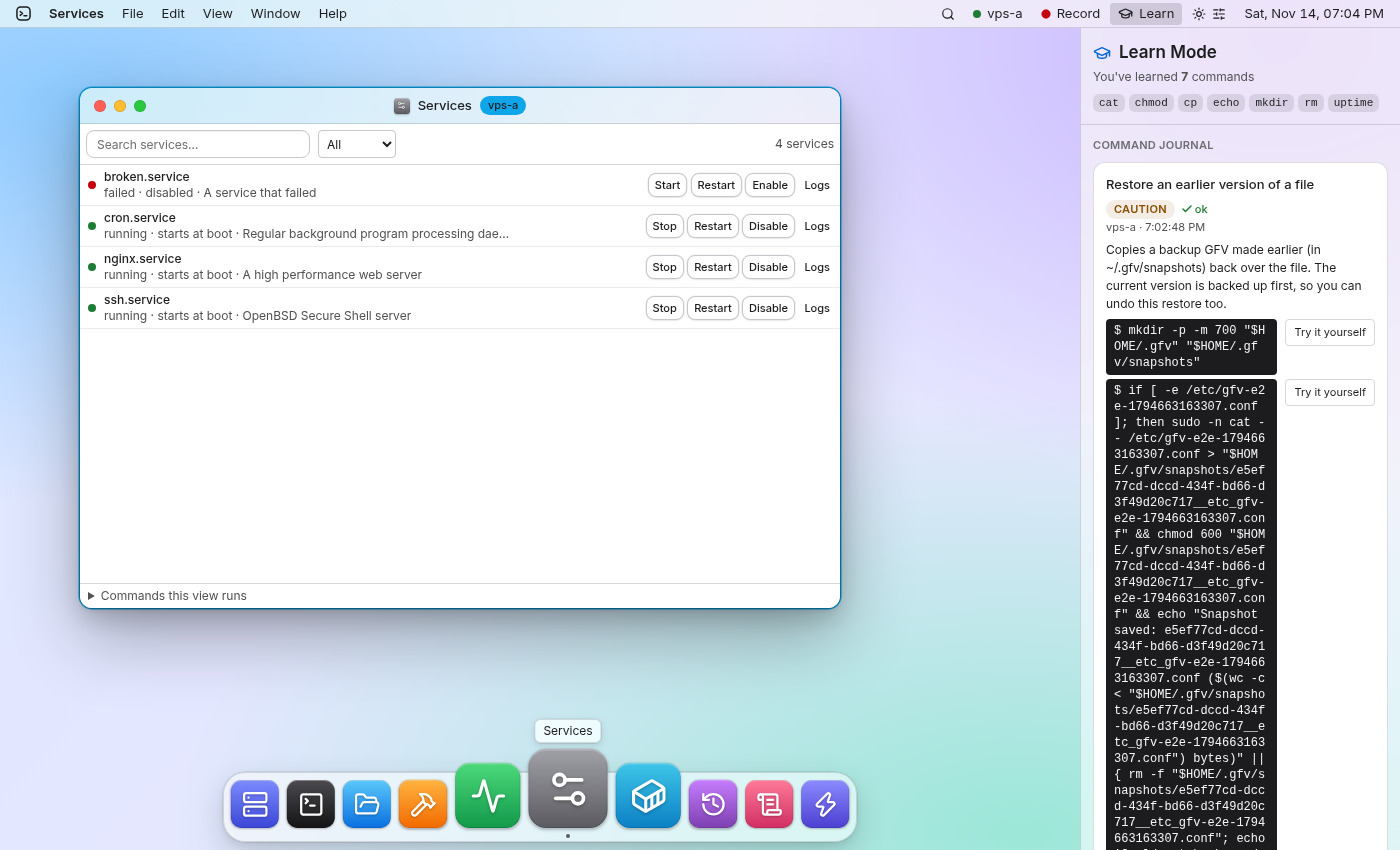 Services File Edit View Window Help vps-a Record Learn Sat, Nov 14, 07:04 PM
Services vps-a
Search services... All 4 services
broken.service
failed · disabled · A service that failed
Start Restart Enable Logs
cron.service
running · starts at boot · Regular background program processing dae...
Stop Restart Disable Logs
nginx.service
running · starts at boot · A high performance web server
Stop Restart Disable Logs
ssh.service
running · starts at boot · OpenBSD Secure Shell server
Stop Restart Disable Logs
Commands this view runs
Services
Learn Mode
You've learned 7 commands
cat chmod cp echo mkdir rm uptime
COMMAND JOURNAL
Restore an earlier version of a file
CAUTION ok
vps-a · 7:02:48 PM
Copies a backup GFV made earlier (in
~/.gfv/snapshots) back over the file. The
current version is backed up first, so you can
undo this restore too.
$ mkdir -p -m 700 "$H
OME/.gfv" "$HOME/.gf
v/snapshots"
Try it yourself
$ if [ -e /etc/gfv-e2
e-1794663163307.conf
]; then sudo -n cat -
- /etc/gfv-e2e-179466
3163307.conf > "$HOM
E/.gfv/snapshots/e5ef
77cd-dccd-434f-bd66-d
3f49d20c717__etc_gfv-
e2e-1794663163307.con
f" && chmod 600 "$HOM
E/.gfv/snapshots/e5ef
77cd-dccd-434f-bd66-d
3f49d20c717__etc_gfv-
e2e-1794663163307.con
f" && echo "Snapshot
saved: e5ef77cd-dccd-
434f-bd66-d3f49d20c71
7__etc_gfv-e2e-179466
3163307.conf ($(wc -c
< "$HOME/.gfv/snapsho
ts/e5ef77cd-dccd-434f
-bd66-d3f49d20c717__e
tc_gfv-e2e-1794663163
307.conf") bytes)" ||
{ rm -f "$HOME/.gfv/s
napshots/e5ef77cd-dcc
d-434f-bd66-d3f49d20c
717__etc_gfv-e2e-1794
663163307.conf"; echo
Try it yourself